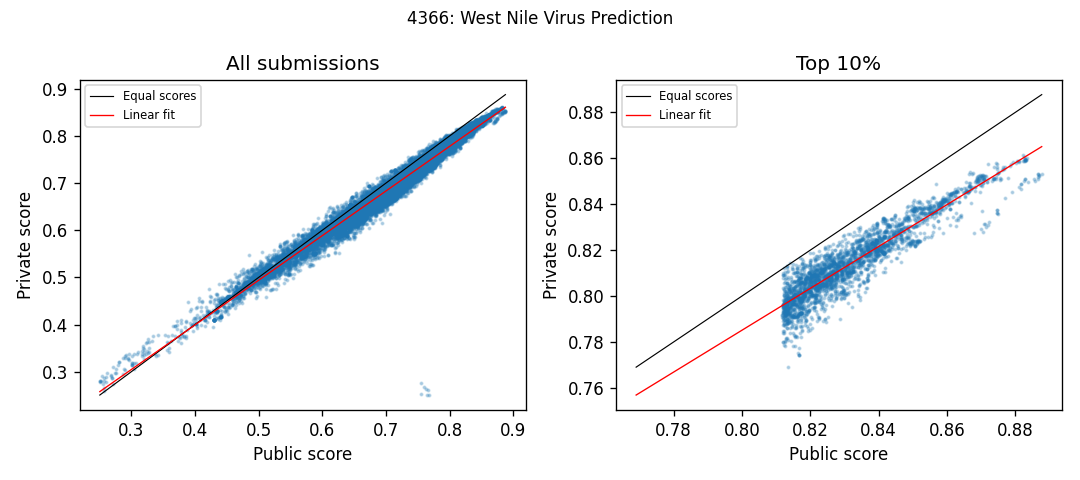 4366: West Nile Virus Prediction
All submissions
Equal scores
Linear fit
0.9
0.8
0.7
0.6
0.5
0.4
0.3
Private score
0.3 0.4 0.5 0.6 0.7 0.8 0.9
Public score
Top 10%
Equal scores
Linear fit
0.88
0.86
0.84
0.82
0.80
0.78
0.76
Private score
0.78 0.80 0.82 0.84 0.86 0.88
Public score